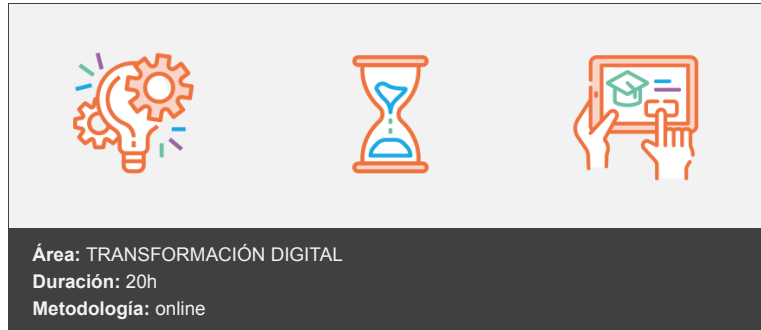 Área: TRANSFORMACIÓN DIGITAL
Duración: 20h
Metodología: online